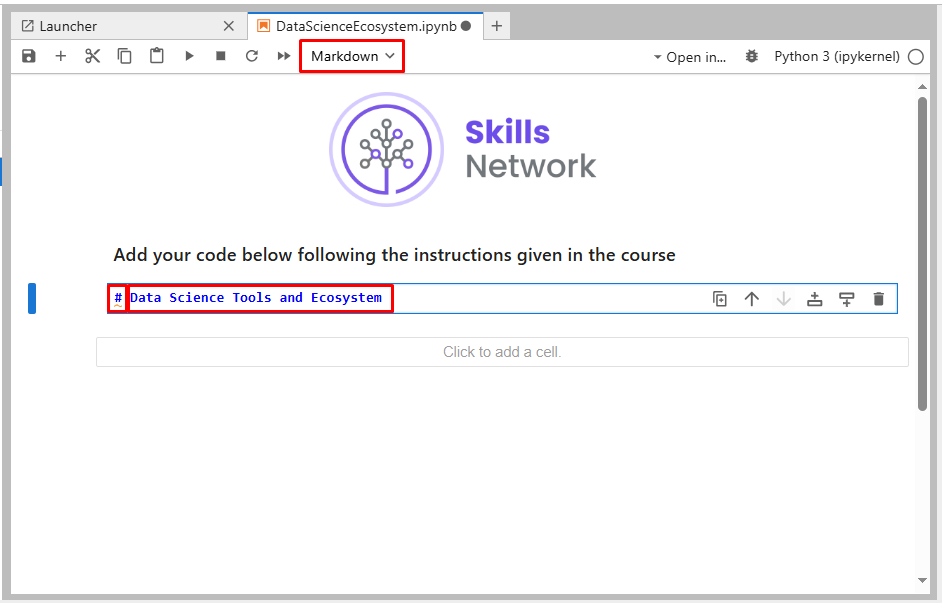 Launcher
DataScienceEcosystem.ipynb
Markdown
Open in...
Python 3 (ipykernel)
Skills
Network
Add your code below following the instructions given in the course
# Data Science Tools and Ecosystem
Click to add a cell.